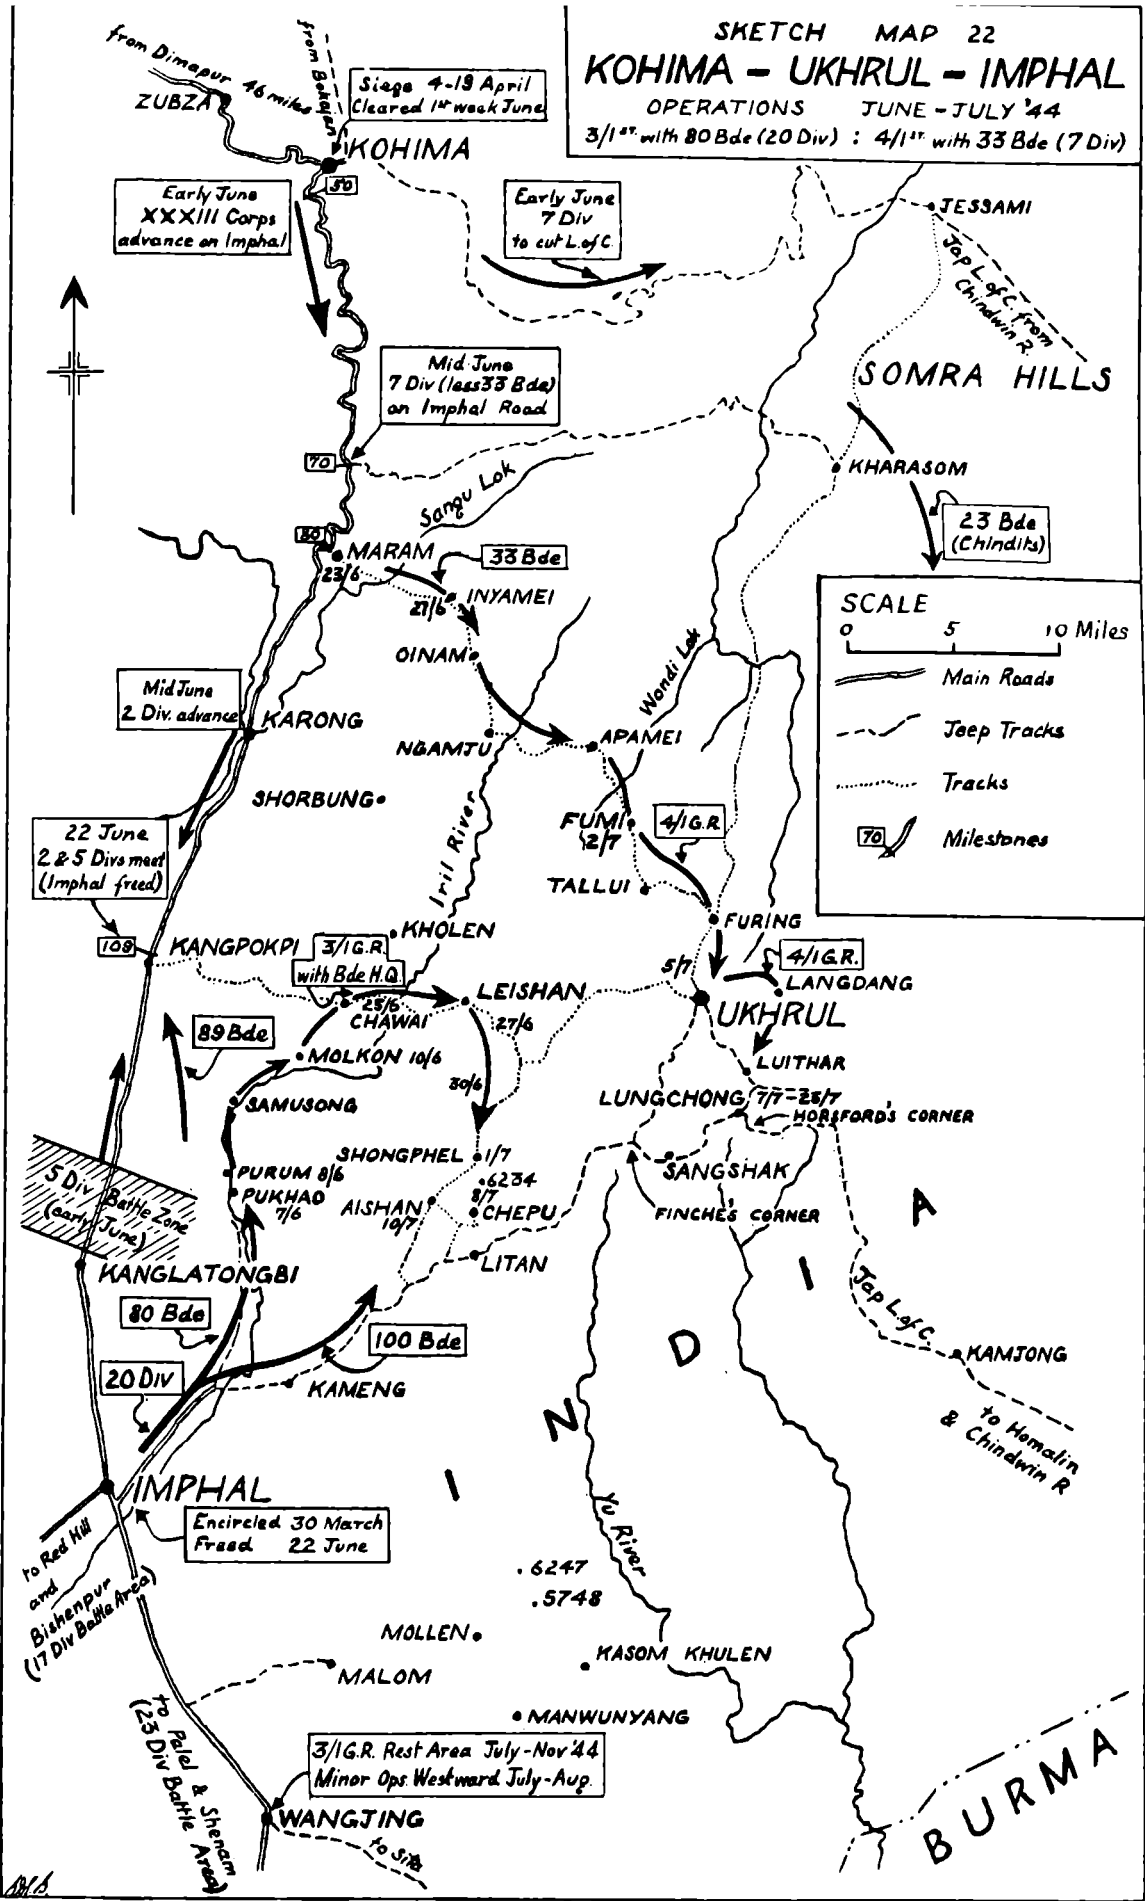 SKETCH MAP 22
KOHIMA - UKHRUL - IMPHAL
OPERATIONS JUNE - JULY '44
3/1ST. with 80 Bde (20 Div) : 4/1ST. with 33 Bde (7 Div)
from Dimapur 46 miles
from Bokajan
ZUBZA
Siege 4-19 April
Cleared 1st week June
KOHIMA
50
Early June
XXXIII Corps
advance on Imphal
Early June
7 Div
to cut L.of C.
JESSAMI
Jap L.of C. from
Chindwin R.
SOMRA HILLS
Mid June
7 Div (less 33 Bde)
on Imphal Road
70
Sangu Lok
KHARASOM
23 Bde
(Chindits)
80
MARAM
23/6
33 Bde
27/6
INYAMEI
OINAM
SCALE
0 5 10 Miles
Main Roads
Jeep Tracks
Tracks
70
Milestones
Mid June
2 Div. advance
KARONG
Wondi Lok
NGAMJU
APAMEI
SHORBUNG
Iril River
22 June
2 & 5 Divs meet
(Imphal freed)
FUMI
2/7
4/1 G.R.
TALLUI
FURING
108
KANGPOKPI
KHOLEN
3/1 G.R.
with Bde H.Q.
5/7
4/1 G.R.
LANGDANG
25/6
CHAWAI
LEISHAN
27/6
UKHRUL
89 Bde
MOLKON 10/6
30/6
LUITHAR
SAMUSONG
LUNGCHONG 7/7-25/7
HORSFORD'S CORNER
5 Div Battle Zone
(early June)
PURUM 8/6
PUKHAO
7/6
SHONGPHEL 1/7
.6234
8/7
CHEPU
AISHAN
10/7
SANGSHAK
FINCHE'S CORNER
LITAN
KANGLATONGBI
80 Bde
100 Bde
20 DIV
KAMENG
Jap L.of C.
KAMJONG
to Homalin
& Chindwin R
I N D I A
IMPHAL
Encircled 30 March
Freed 22 June
to Red Hill
and
Bishenpur
(17 Div Battle Area)
Yu River
.6247
.5748
MOLLEN
MALOM
KASOM KHULEN
MANWUNYANG
to Palel & Shenam
(23 Div Battle Area)
3/1 G.R. Rest Area July-Nov '44
Minor Ops Westward July-Aug.
WANGJING
to Sita
BURMA